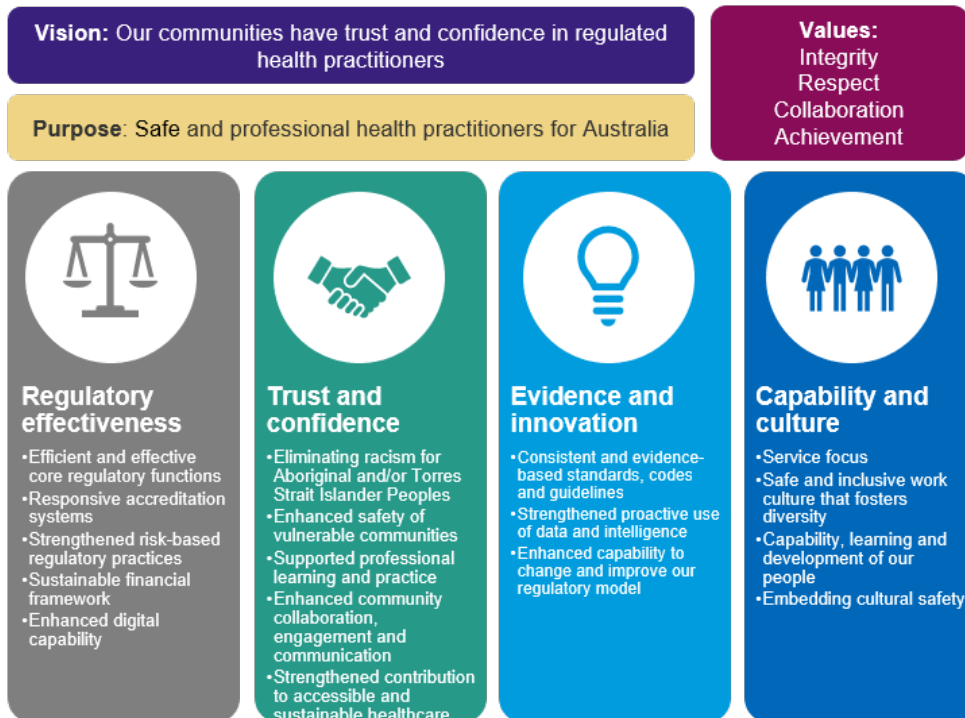 Vision: Our communities have trust and confidence in regulated
health practitioners
Values:
Integrity
Respect
Collaboration
Achievement
Purpose: Safe and professional health practitioners for Australia
Regulatory
effectiveness
•Efficient and effective
core regulatory functions
•Responsive accreditation
systems
•Strengthened risk-based
regulatory practices
•Sustainable financial
framework
•Enhanced digital
capability
Trust and
confidence
•Eliminating racism for
Aboriginal and/or Torres
Strait Islander Peoples
•Enhanced safety of
vulnerable communities
•Supported professional
learning and practice
•Enhanced community
collaboration,
engagement and
communication
•Strengthened contribution
to accessible and
sustainable healthcare
Evidence and
innovation
•Consistent and evidence-
based standards, codes
and guidelines
•Strengthened proactive use
of data and intelligence
•Enhanced capability to
change and improve our
regulatory model
Capability and
culture
•Service focus
•Safe and inclusive work
culture that fosters
diversity
•Capability, learning and
development of our
people
•Embedding cultural safety